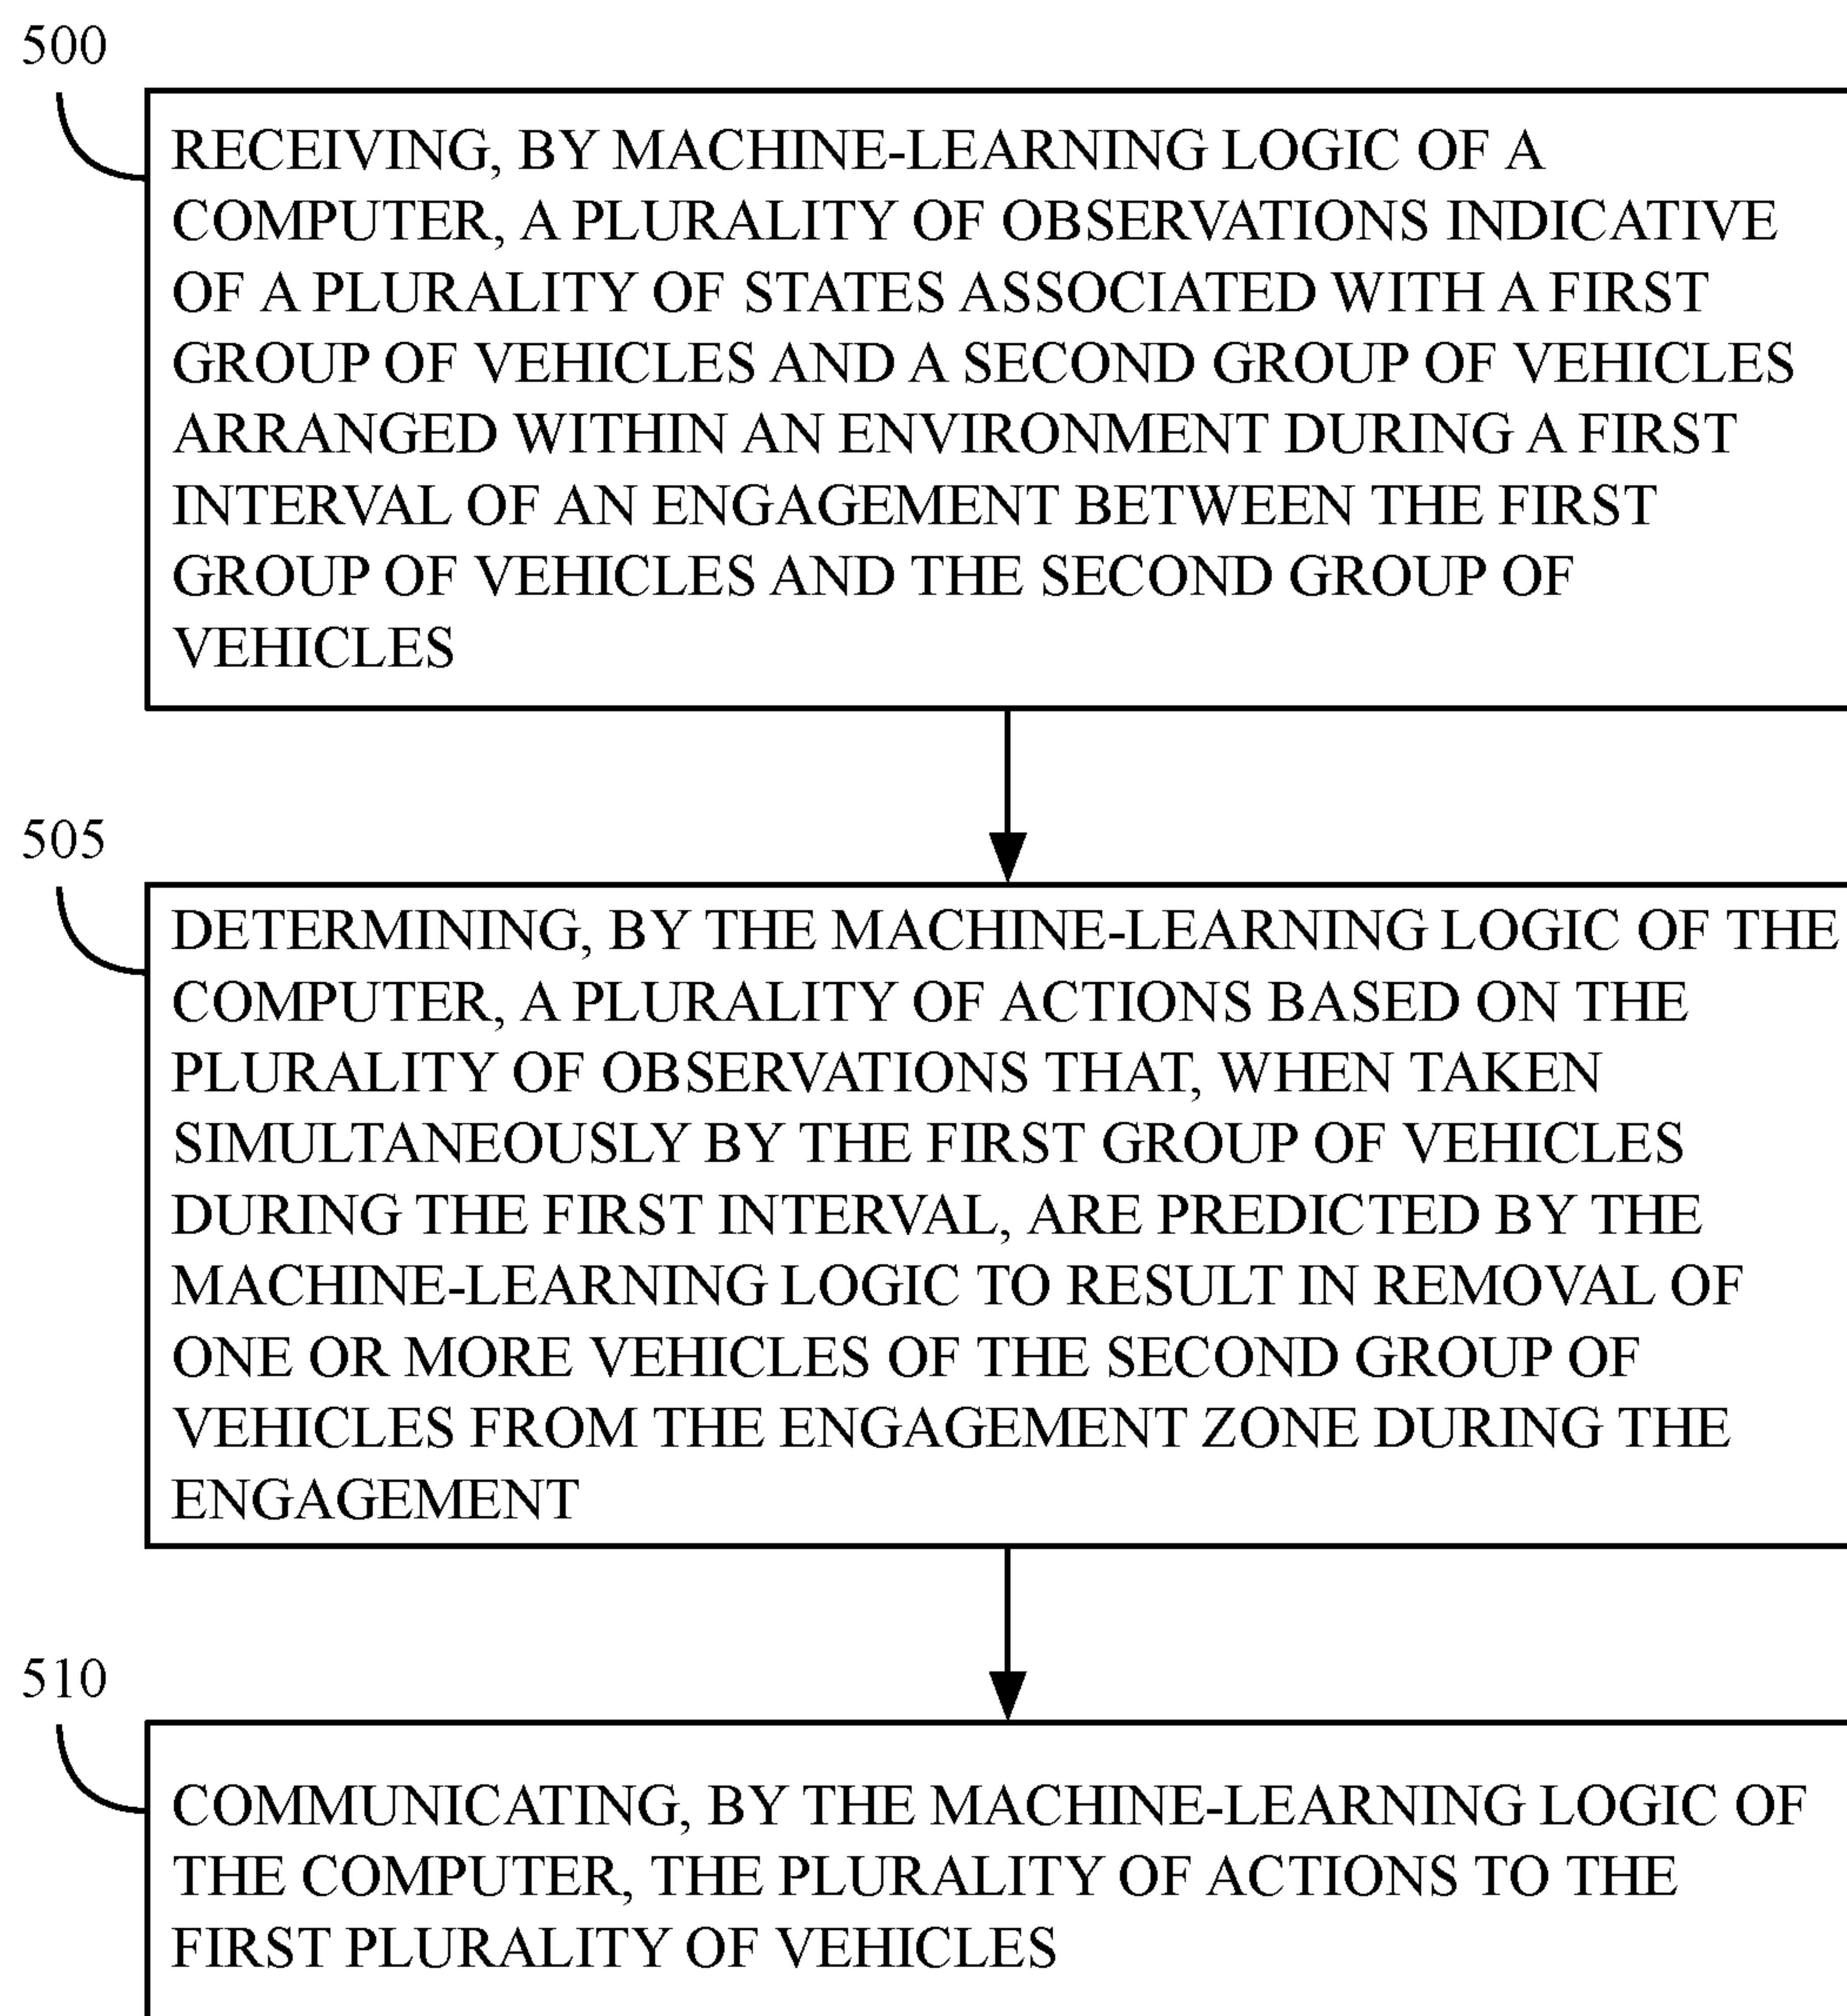 500
RECEIVING, BY MACHINE-LEARNING LOGIC OF A
COMPUTER, A PLURALITY OF OBSERVATIONS INDICATIVE
OF A PLURALITY OF STATES ASSOCIATED WITH A FIRST
GROUP OF VEHICLES AND A SECOND GROUP OF VEHICLES
ARRANGED WITHIN AN ENVIRONMENT DURING A FIRST
INTERVAL OF AN ENGAGEMENT BETWEEN THE FIRST
GROUP OF VEHICLES AND THE SECOND GROUP OF
VEHICLES
505
DETERMINING, BY THE MACHINE-LEARNING LOGIC OF THE
COMPUTER, A PLURALITY OF ACTIONS BASED ON THE
PLURALITY OF OBSERVATIONS THAT, WHEN TAKEN
SIMULTANEOUSLY BY THE FIRST GROUP OF VEHICLES
DURING THE FIRST INTERVAL, ARE PREDICTED BY THE
MACHINE-LEARNING LOGIC TO RESULT IN REMOVAL OF
ONE OR MORE VEHICLES OF THE SECOND GROUP OF
VEHICLES FROM THE ENGAGEMENT ZONE DURING THE
ENGAGEMENT
510
COMMUNICATING, BY THE MACHINE-LEARNING LOGIC OF
THE COMPUTER, THE PLURALITY OF ACTIONS TO THE
FIRST PLURALITY OF VEHICLES